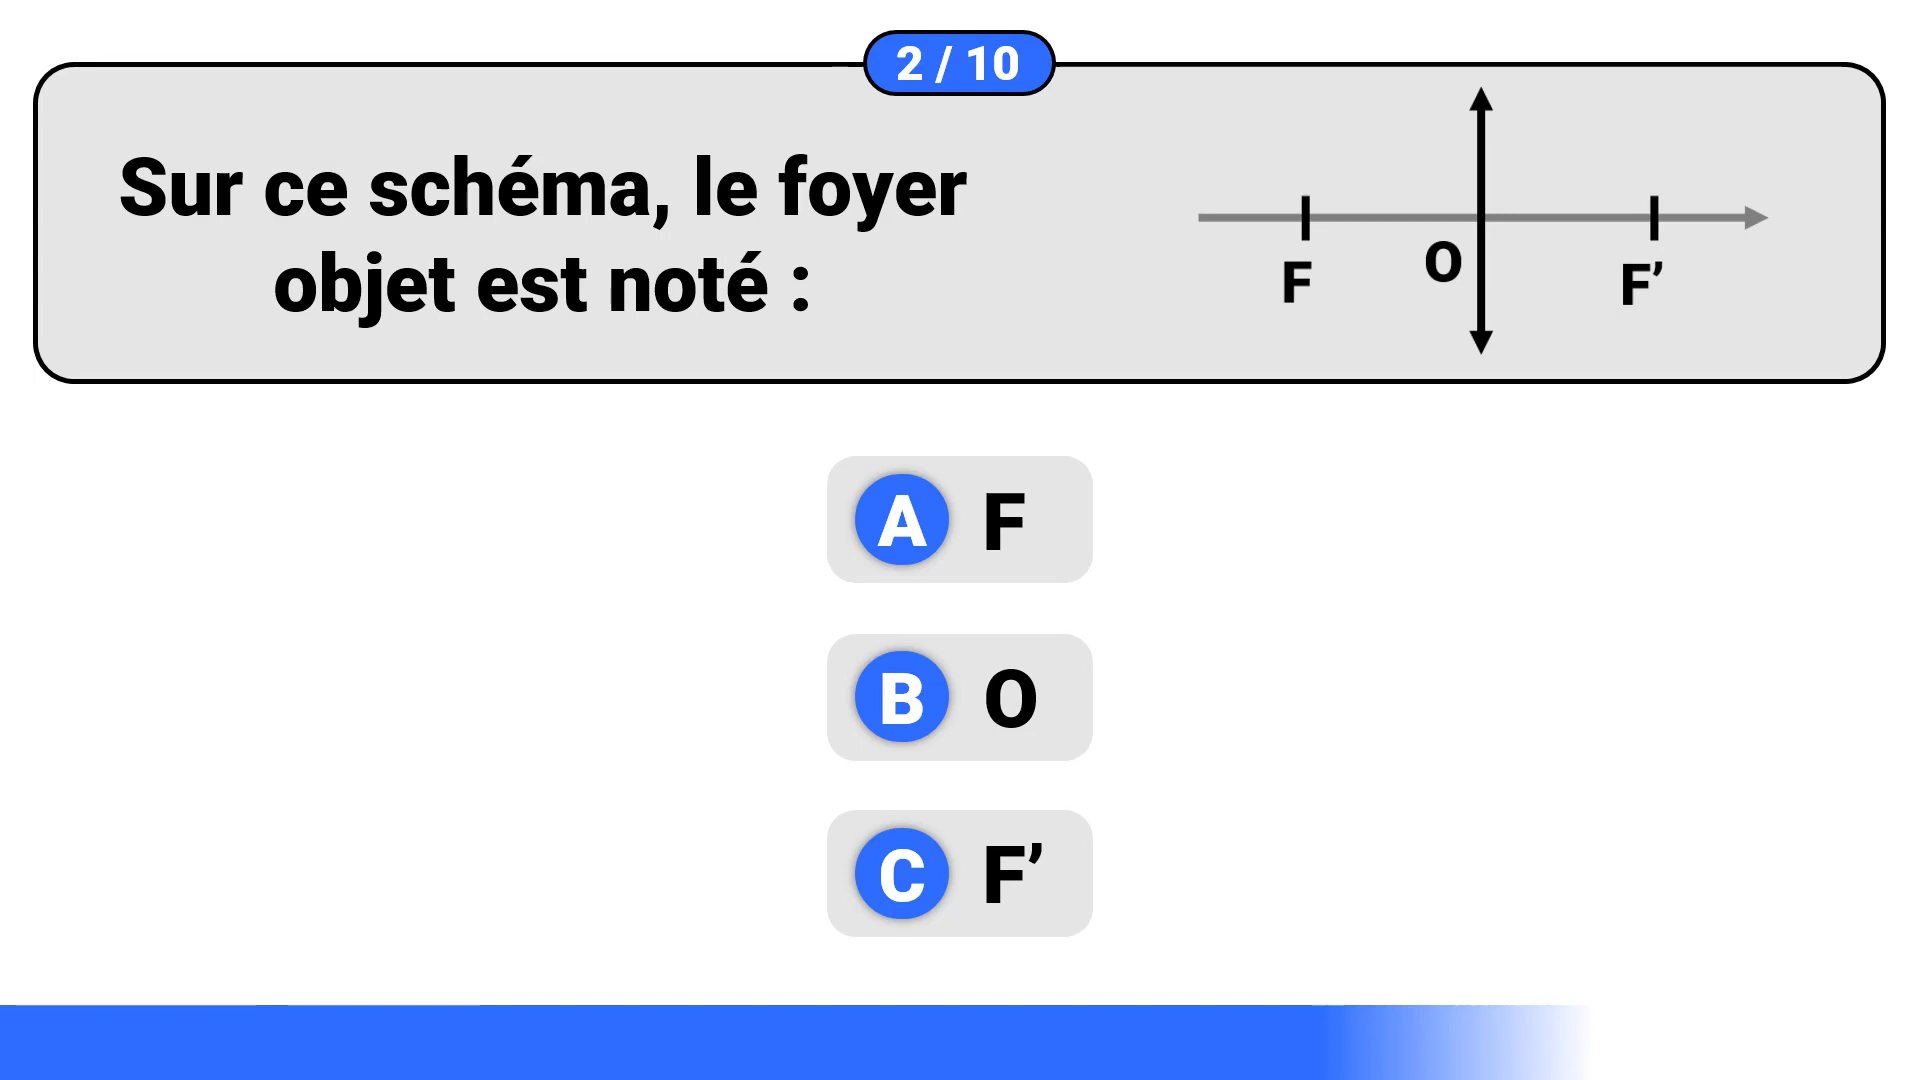 2 / 10
Sur ce schéma, le foyer
objet est noté :
F
O
F’
A F
B O
C F’